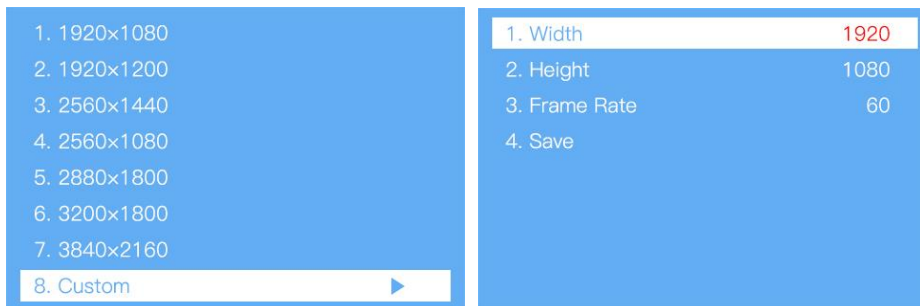 1. 1920×1080
2. 1920×1200
3. 2560×1440
4. 2560×1080
5. 2880×1800
6. 3200×1800
7. 3840×2160
8. Custom
1. Width 1920
2. Height 1080
3. Frame Rate 60
4. Save